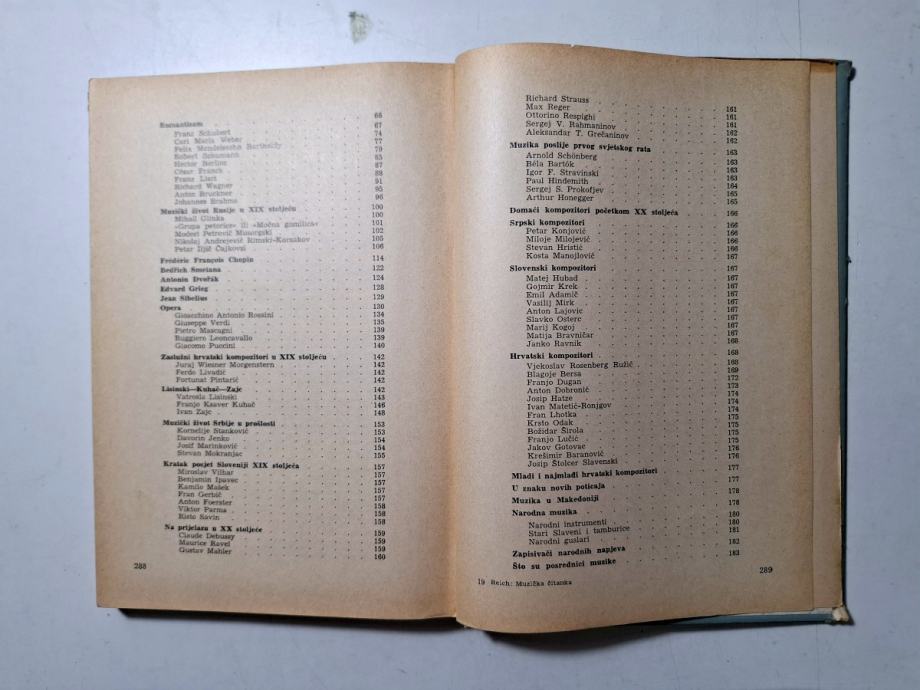 Romantizam 66
Franz Schubert 67
Carl Maria Weber 74
Felix Mendelssohn Bartholdy 77
Robert Schumann 79
Hector Berlioz 85
César Franck 87
Franz Liszt 88
Richard Wagner 91
Anton Bruckner 95
Johannes Brahms 96
Muzički život Rusije u XIX stoljeću 100
Mihail Glinka 100
»Grupa petorice« ili »Moćna gomilica« 101
Modest Petrovič Musorgski 102
Nikolaj Andrejevič Rimski-Korsakov 105
Petar Iljič Čajkovski 106
Frédéric François Chopin 114
Bedřich Smetana 122
Antonín Dvořák 124
Edvard Grieg 128
Jean Sibelius 129
Opera 130
Gioacchino Antonio Rossini 134
Giuseppe Verdi 135
Pietro Mascagni 139
Ruggiero Leoncavallo 139
Giacomo Puccini 140
Zaslužni hrvatski kompozitori u XIX stoljeću 142
Juraj Wiesner Morgenstern 142
Ferdo Livadić 142
Fortunat Pintarić 142
Lisinski—Kuhač—Zajc 142
Vatroslav Lisinski 143
Franjo Ksaver Kuhač 146
Ivan Zajc 148
Muzički život Srbije u prošlosti 153
Kornelije Stanković 153
Davorin Jenko 154
Josif Marinković 154
Stevan Mokranjac 155
Kratak posjet Sloveniji XIX stoljeća 157
Miroslav Vilhar 157
Benjamin Ipavec 157
Kamilo Mašek 157
Fran Gerbič 157
Anton Foerster 157
Viktor Parma 158
Risto Savin 158
158
Na prijelazu u XX stoljeće 159
Claude Debussy 159
Maurice Ravel 159
Gustav Mahler 160
288
Richard Strauss 161
Max Reger 161
Ottorino Respighi 161
Sergej V. Rahmaninov 162
Aleksandar T. Grečaninov 162
Muzika poslije prvog svjetskog rata 163
Arnold Schönberg 163
Béla Bartók 163
Igor F. Stravinski 164
Paul Hindemith 164
Sergej S. Prokofjev 165
Arthur Honegger 165
Domaći kompozitori početkom XX stoljeća 166
Srpski kompozitori 166
Petar Konjović 166
Miloje Milojević 166
Stevan Hristić 167
Kosta Manojlović 167
Slovenski kompozitori 167
Matej Hubad 167
Gojmir Krek 167
Emil Adamič 167
Vasilij Mirk 167
Anton Lajovic 167
Slavko Osterc 167
Marij Kogoj 167
Matija Bravničar 168
Janko Ravnik
Hrvatski kompozitori 168
Vjekoslav Rosenberg Ružić 168
Blagoje Bersa 169
Franjo Dugan 172
Anton Dobronić 173
Josip Hatze 174
Ivan Matetić-Ronjgov 174
Fran Lhotka 174
Krsto Odak 175
Božidar Širola 175
Franjo Lučić 175
Jakov Gotovac 175
Krešimir Baranović 176
Josip Štolcer Slavenski 176
Mladi i najmlađi hrvatski kompozitori 177
U znaku novih poticaja 177
Muzika u Makedoniji 178
Narodna muzika 178
Narodni instrumenti 180
Stari Slaveni i tamburice 180
Narodni guslari 181
Zapisivači narodnih napjeva 182
Što su posrednici muzike 183
19 Reich: Muzička čitanka
289